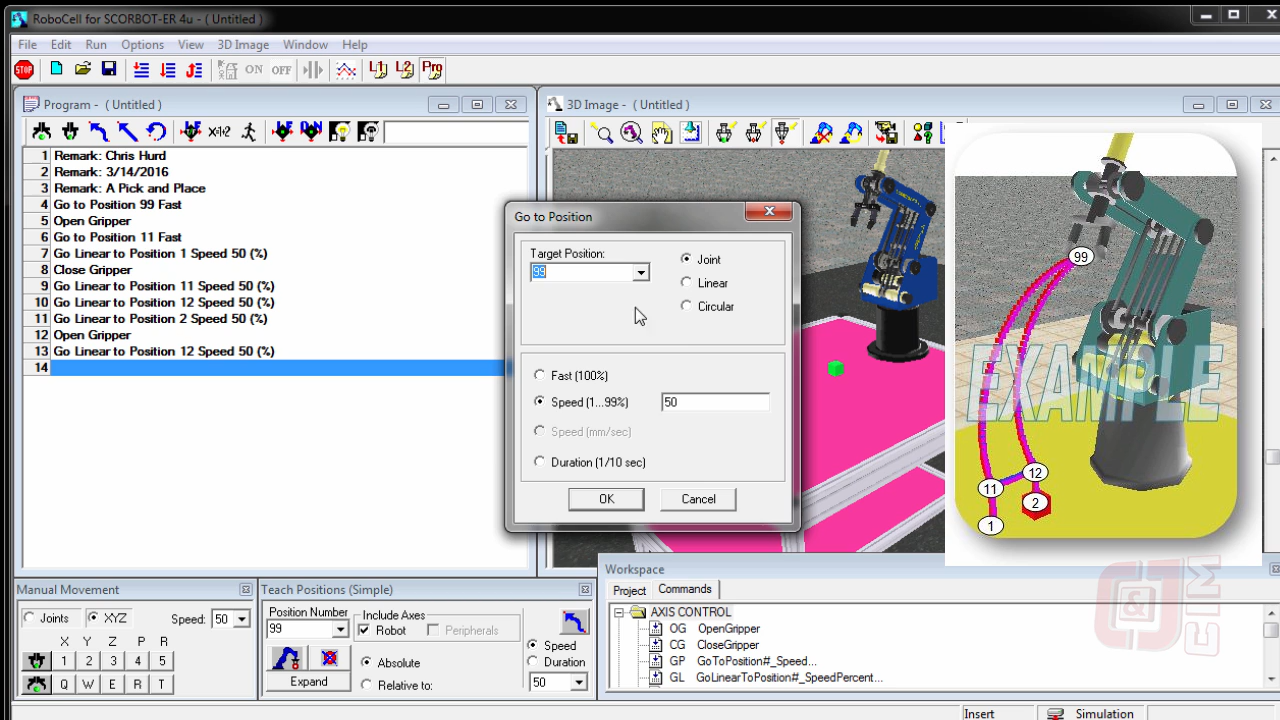 RoboCell for SCORBOT-ER 4u - ( Untitled )
File Edit Run Options View 3D Image Window Help
STOP ON OFF L1 L2 Pro
Program - ( Untitled )
3D Image - ( Untitled )
1 Remark: Chris Hurd
2 Remark: 3/14/2016
3 Remark: A Pick and Place
4 Go to Position 99 Fast
5 Open Gripper
6 Go to Position 11 Fast
7 Go Linear to Position 1 Speed 50 (%)
8 Close Gripper
9 Go Linear to Position 11 Speed 50 (%)
10 Go Linear to Position 12 Speed 50 (%)
11 Go Linear to Position 2 Speed 50 (%)
12 Open Gripper
13 Go Linear to Position 12 Speed 50 (%)
14
Go to Position
Target Position:
99
Joint
Linear
Circular
Fast (100%)
Speed (1...99%) 50
Speed (mm/sec)
Duration (1/10 sec)
OK Cancel
99
EXAMPLE
12
11
2
1
Manual Movement
Joints XYZ Speed: 50
X Y Z P R
1 2 3 4 5
Q W E R T
Teach Positions (Simple)
Position Number
99
Include Axes
Robot Peripherals
Absolute
Expand
Relative to:
Speed
Duration
50
Workspace
Project Commands
AXIS CONTROL
OG OpenGripper
CG CloseGripper
GP GoToPosition#_Speed...
GL GoLinearToPosition#_SpeedPercent...
J&J CIM
Insert Simulation